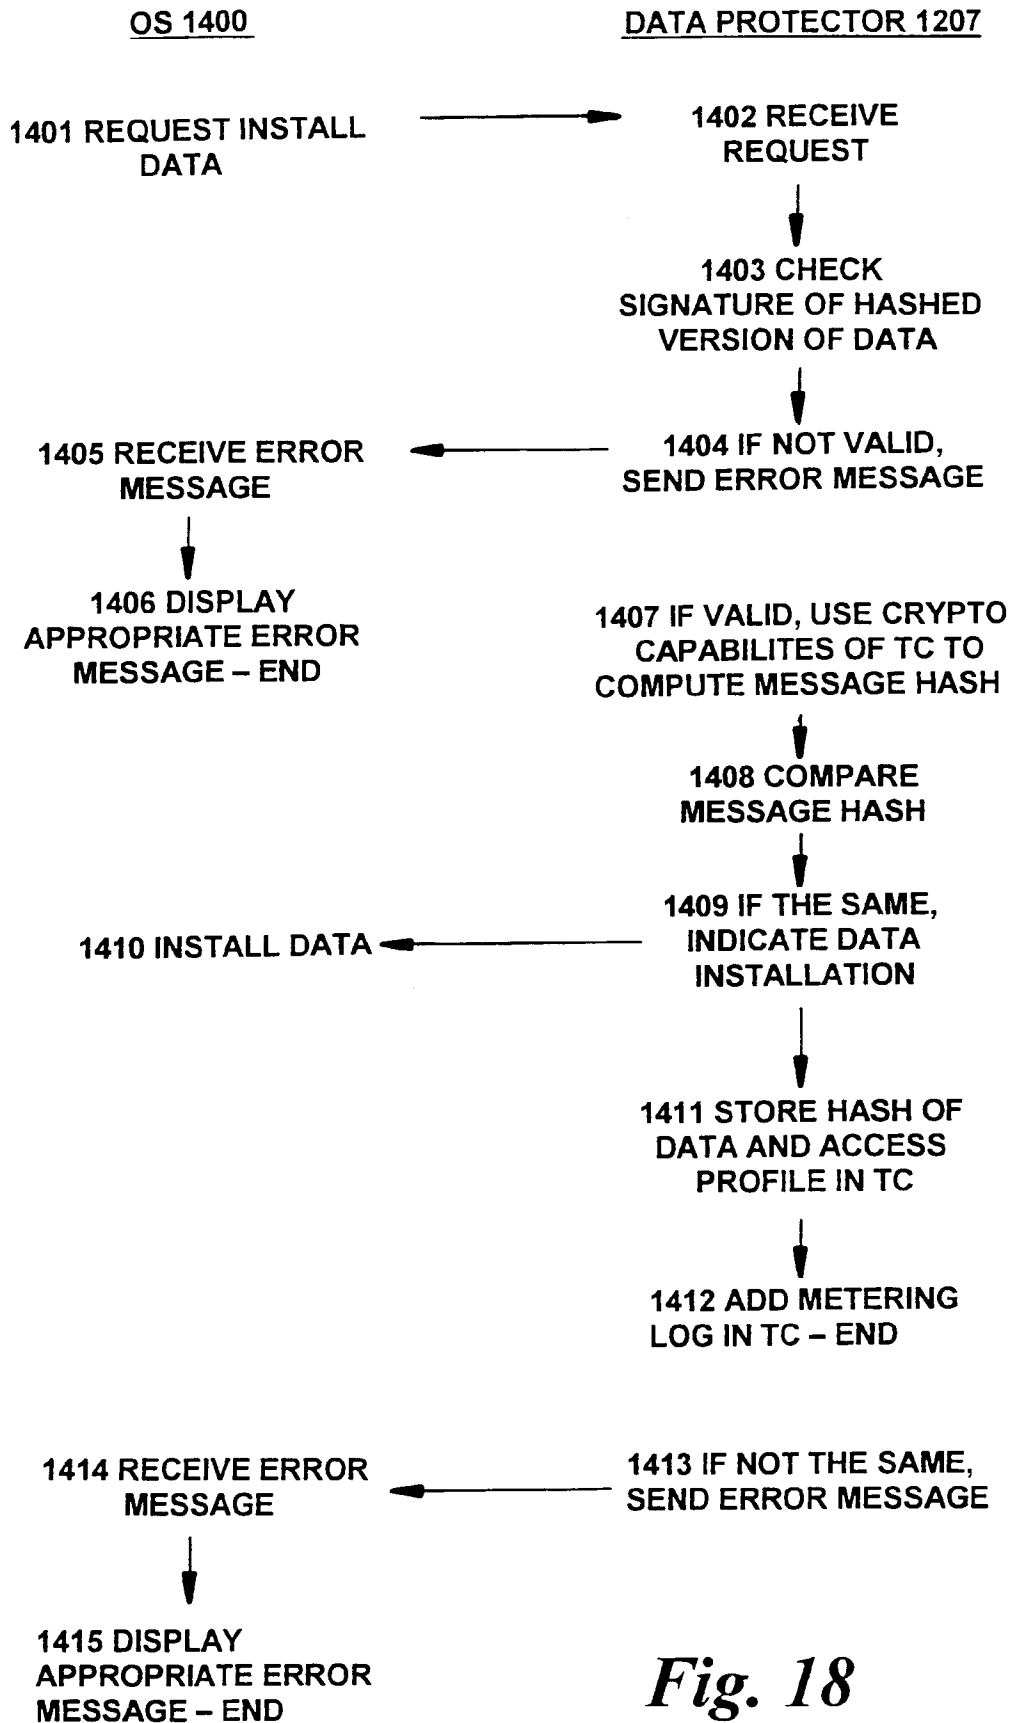 OS 1400
DATA PROTECTOR 1207
1401 REQUEST INSTALL
DATA
1402 RECEIVE
REQUEST
1403 CHECK
SIGNATURE OF HASHED
VERSION OF DATA
1404 IF NOT VALID,
SEND ERROR MESSAGE
1405 RECEIVE ERROR
MESSAGE
1406 DISPLAY
APPROPRIATE ERROR
MESSAGE – END
1407 IF VALID, USE CRYPTO
CAPABILITES OF TC TO
COMPUTE MESSAGE HASH
1408 COMPARE
MESSAGE HASH
1409 IF THE SAME,
INDICATE DATA
INSTALLATION
1410 INSTALL DATA
1411 STORE HASH OF
DATA AND ACCESS
PROFILE IN TC
1412 ADD METERING
LOG IN TC – END
1413 IF NOT THE SAME,
SEND ERROR MESSAGE
1414 RECEIVE ERROR
MESSAGE
1415 DISPLAY
APPROPRIATE ERROR
MESSAGE – END
Fig. 18